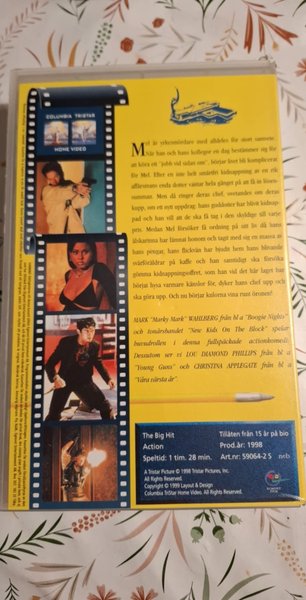 COLUMBIA TRISTAR
HOME VIDEO
Mel är yrkesmördare med alldeles för stort samvete.
När han och hans kollegor en dag bestämmer sig för
att köra ett "jobb vid sidan om", börjar livet bli komplicerat
för Mel. Efter en inte helt smärtfri kidnapping av en rik
affärsmans enda dotter väntar hela gänget på att få in lösen-
summan. Men då ringer deras chef, ovetandes om deras
kupp, om ett nytt uppdrag; hans guddotter har blivit kidnap-
pad och han vill att de ska få tag i den skyldige till varje
pris. Medan Mel försöker få ordning på sitt liv då hans
älskarinna har lämnat honom och tagit med sig en massa av
hans pengar, hans flickvän har bjudit hem hans blivande
svärföräldrar på kaffe och han samtidigt ska försöka
gömma kidnappingsoffret, som han vid det här laget har
börjat hysa varmare känslor för, dyker hans chef upp och
ska göra upp. Och nu börjar kulorna vina runt öronen!
MARK "Marky Mark" WAHLBERG från bl a "Boogie Nights"
och tonårsbandet "New Kids On The Block" spelar
huvudrollen i denna fullspäckade actionkomedi.
Dessutom ser vi LOU DIAMOND PHILLIPS från bl a
"Young Guns" och CHRISTINA APPLEGATE från bl a
"Våra värsta år".
The Big Hit
Action
Speltid: 1 tim. 28 min.
Tillåten från 15 år på bio
Prod.år: 1998
Art.nr: 59064-2 S
A Tristar Picture © 1998 Tristar Pictures, Inc.
All Rights Reserved.
Copyright © 1999 Layout & Design
Columbia TriStar Home Video. All Rights Reserved.